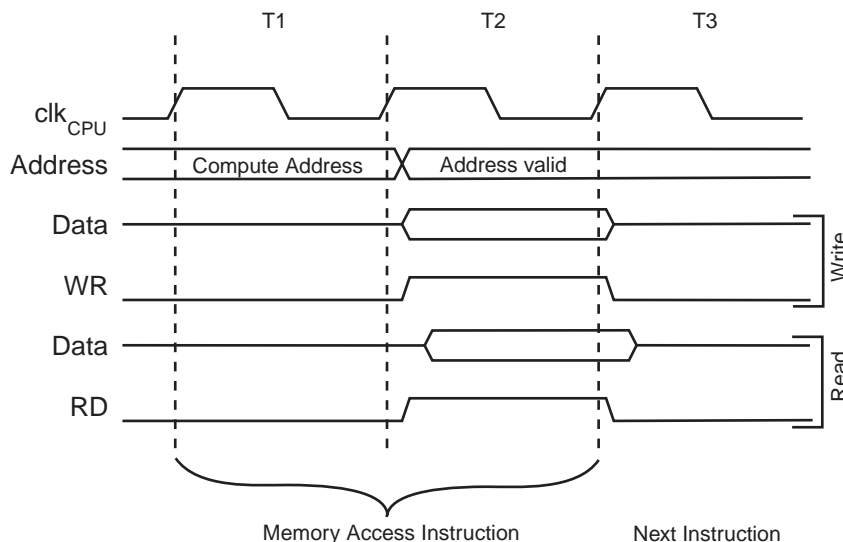 T1 T2 T3
clkCPU
Address Compute Address Address valid
Data
WR
Write
Data
RD
Read
Memory Access Instruction Next Instruction